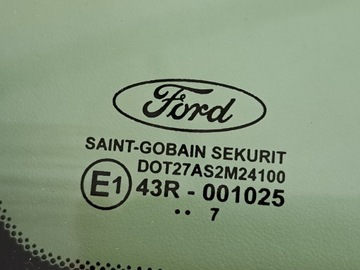 Ford
SAINT-GOBAIN SEKURIT
DOT27AS2M24100
E1 43R - 001025
•• 7